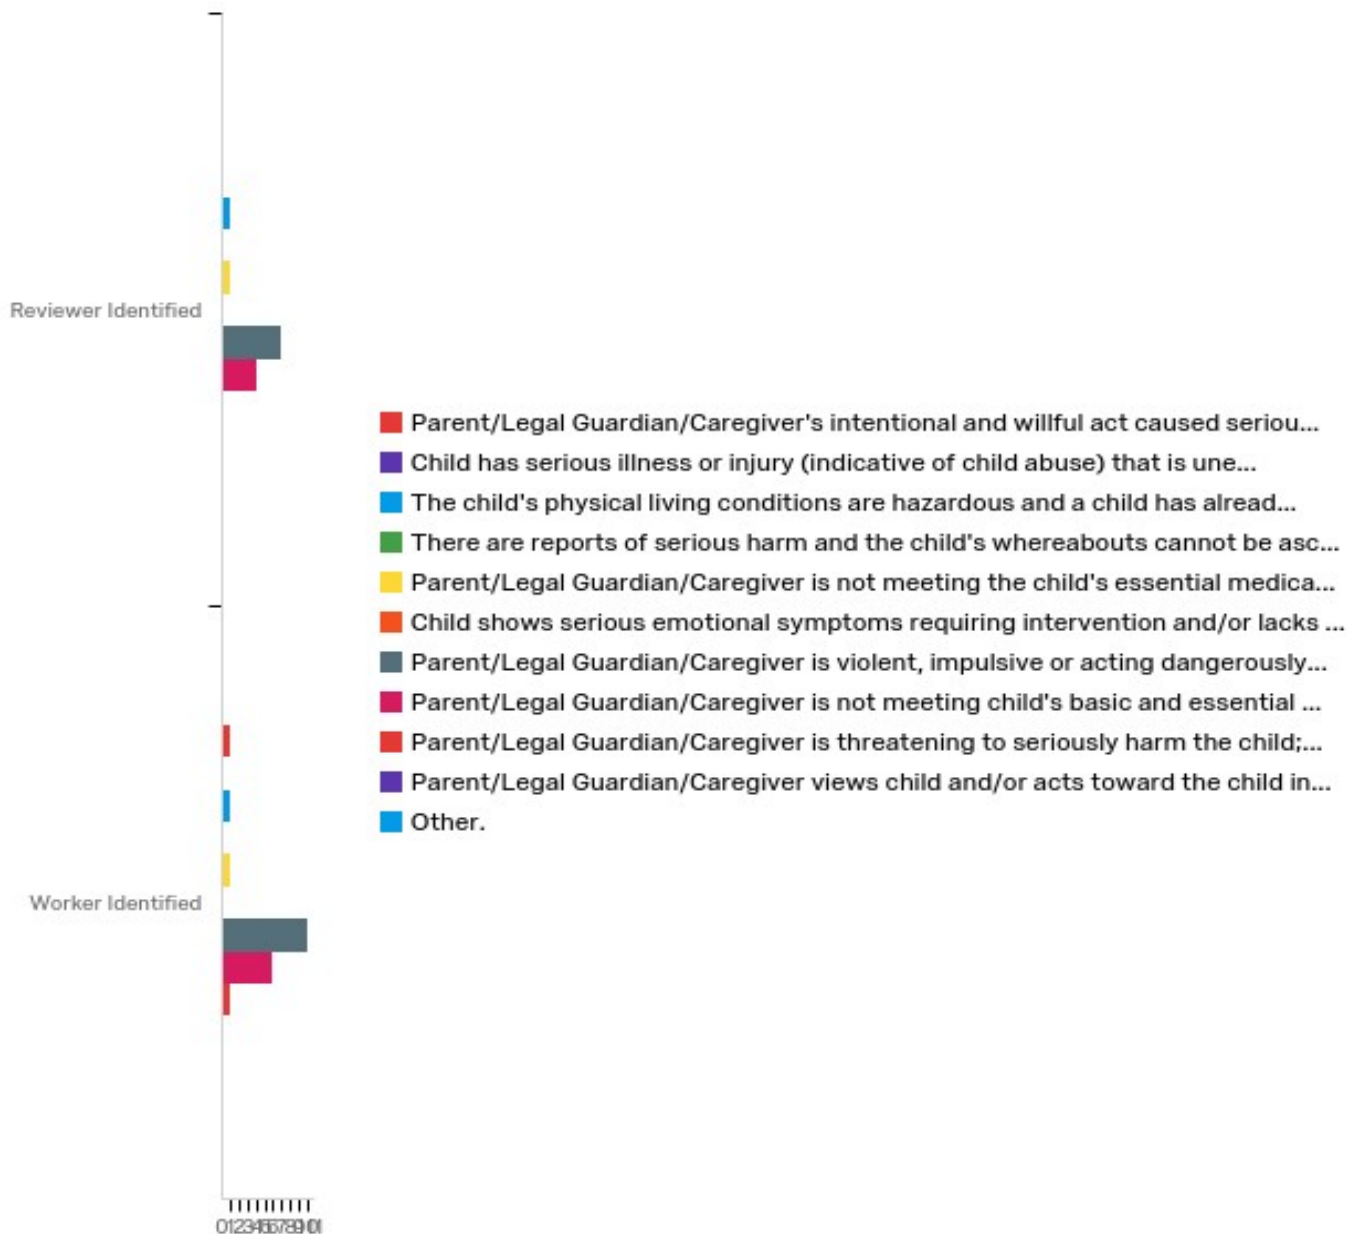 Reviewer Identified
Parent/Legal Guardian/Caregiver's intentional and willful act caused seriou...
Child has serious illness or injury (indicative of child abuse) that is une...
The child's physical living conditions are hazardous and a child has alread...
There are reports of serious harm and the child's whereabouts cannot be asc...
Parent/Legal Guardian/Caregiver is not meeting the child's essential medica...
Child shows serious emotional symptoms requiring intervention and/or lacks ...
Parent/Legal Guardian/Caregiver is violent, impulsive or acting dangerously...
Parent/Legal Guardian/Caregiver is not meeting child's basic and essential ...
Parent/Legal Guardian/Caregiver is threatening to seriously harm the child;...
Parent/Legal Guardian/Caregiver views child and/or acts toward the child in...
Other.
Worker Identified